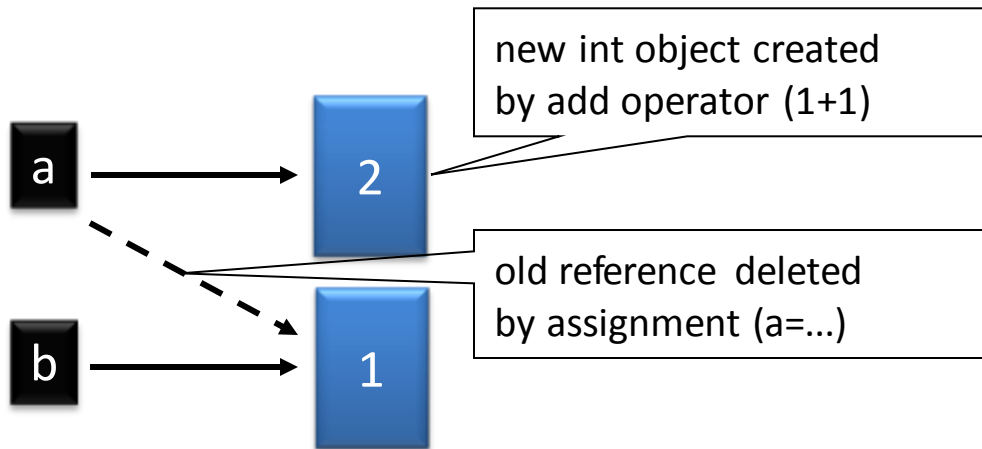 new int object created
by add operator (1+1)
a
2
old reference deleted
by assignment (a=...)
b
1